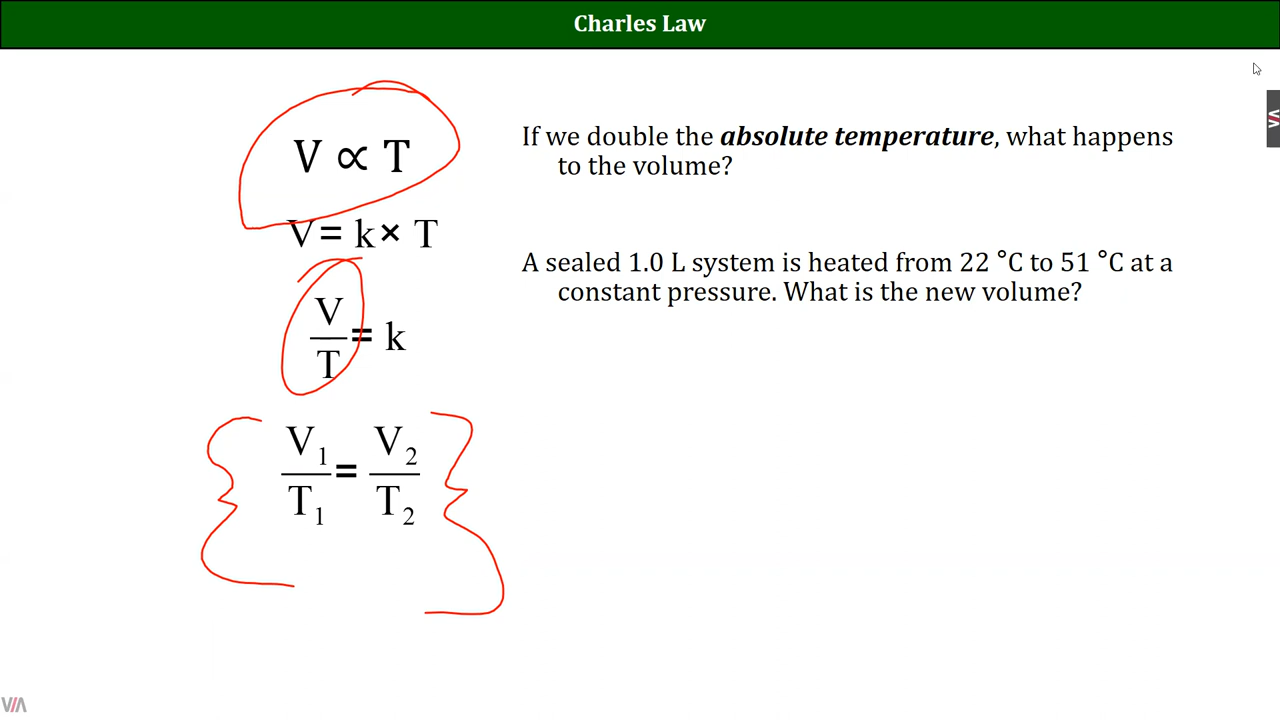 Charles Law
V ∝ T
V = k × T
V/T = k
V₁/T₁ = V₂/T₂
If we double the absolute temperature, what happens
to the volume?
A sealed 1.0 L system is heated from 22 °C to 51 °C at a
constant pressure. What is the new volume?
VIA